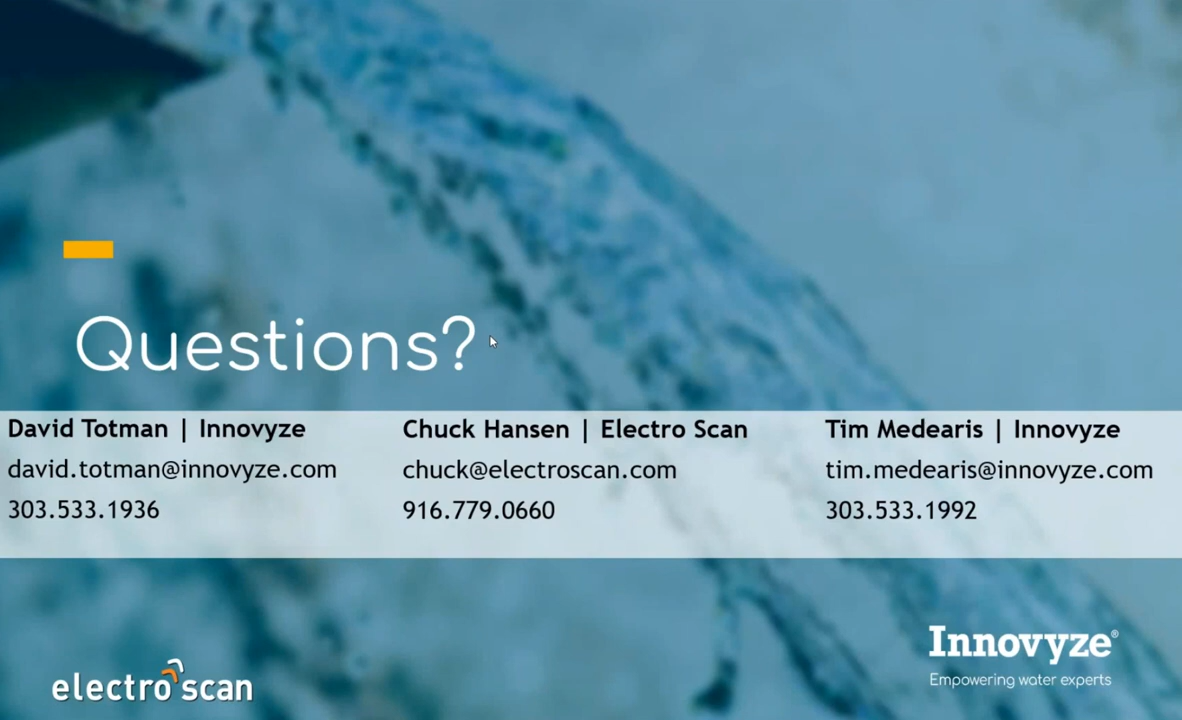 Questions?
David Totman | Innovyze
david.totman@innovyze.com
303.533.1936
Chuck Hansen | Electro Scan
chuck@electroscan.com
916.779.0660
Tim Medearis | Innovyze
tim.medearis@innovyze.com
303.533.1992
electro scan
Innovyze®
Empowering water experts